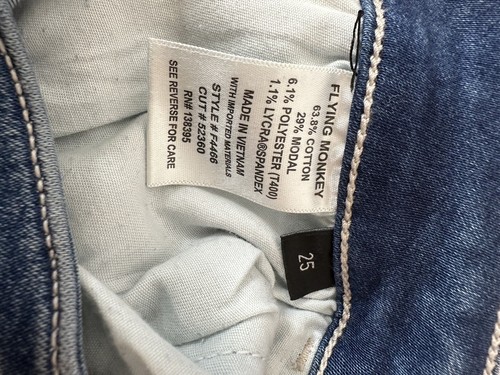 FLYING MONKEY
63.8% COTTON
29% MODAL
6.1% POLYESTER (T400)
1.1% LYCRA®SPANDEX
MADE IN VIETNAM
WITH IMPORTED MATERIALS
STYLE # F4466
CUT # 52360
RN# 138395
SEE REVERSE FOR CARE
25